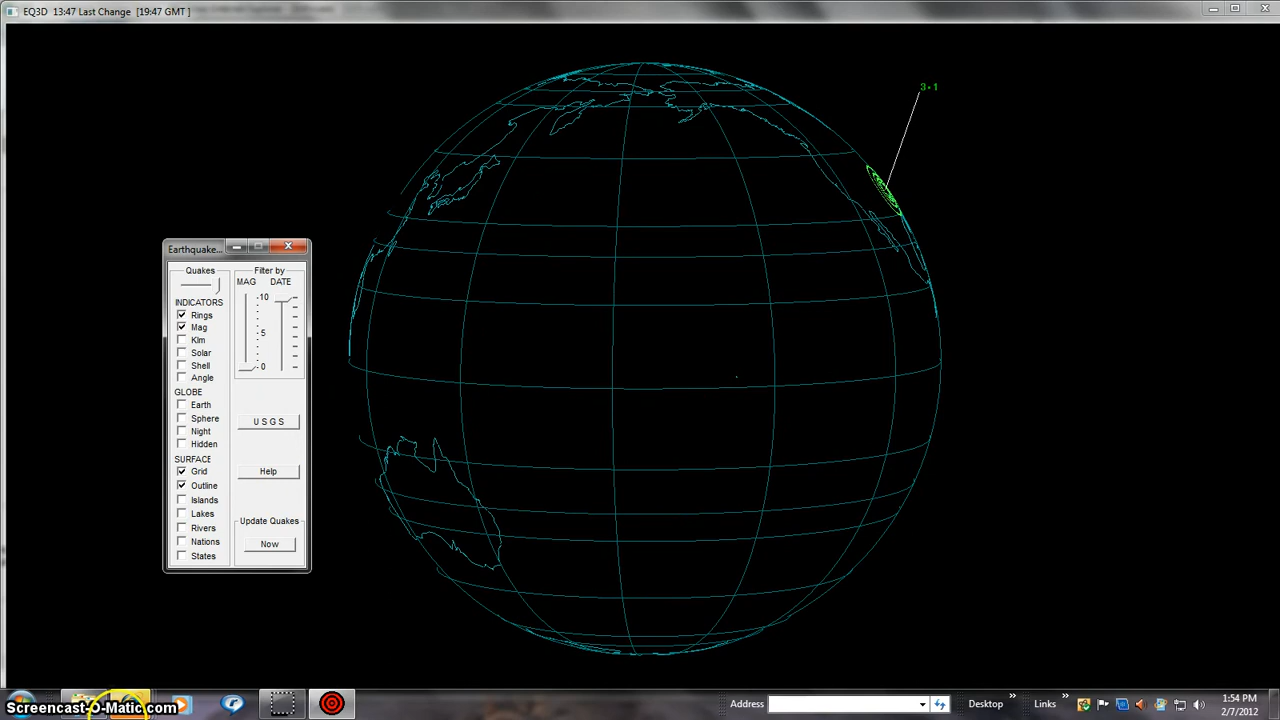 EQ3D 13:47 Last Change [19:47 GMT ]
3.1
Earthquake...
Quakes
Filter by
MAG DATE
INDICATORS
Rings
Mag
Klm
Solar
Shell
Angle
10
5
0
GLOBE
Earth
Sphere
Night
Hidden
U S G S
SURFACE
Grid
Outline
Islands
Lakes
Rivers
Nations
States
Help
Update Quakes
Now
Screencast-O-Matic.com
Address
Desktop
»
Links
»
1:54 PM
2/7/2012